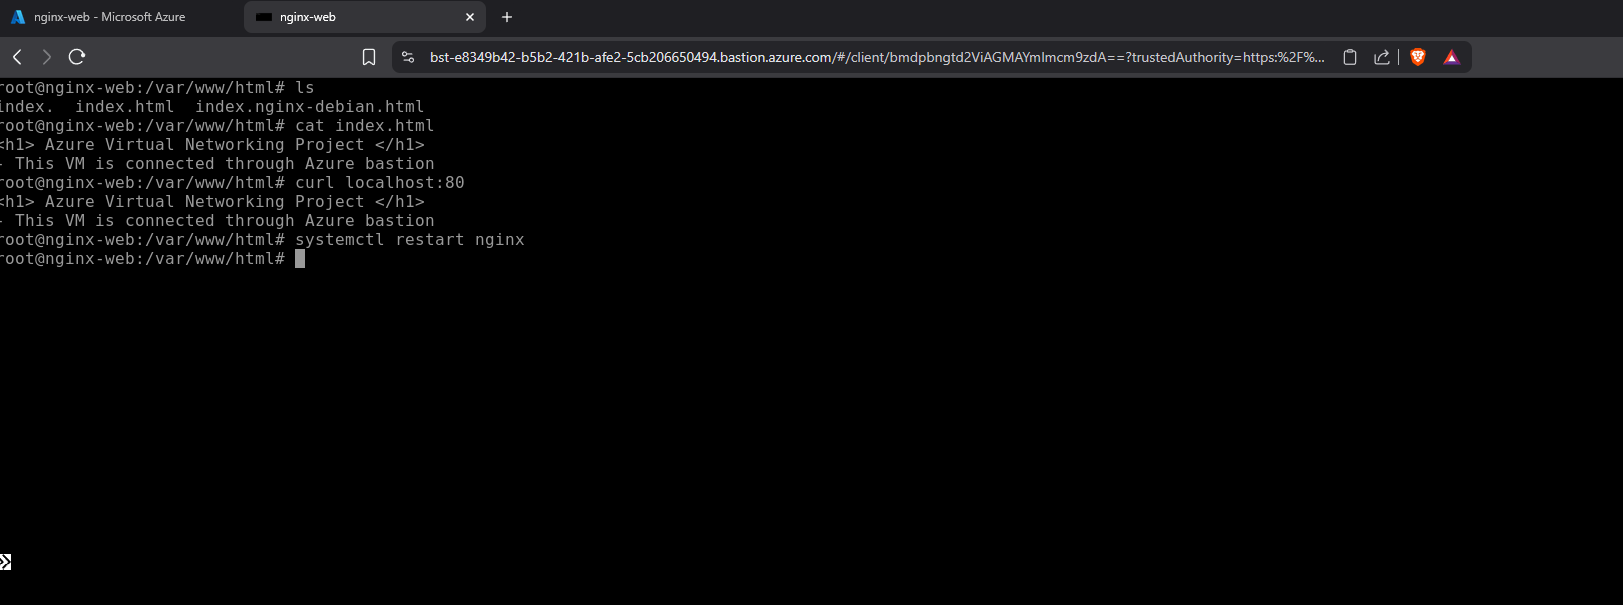 nginx-web - Microsoft Azure
nginx-web
bst-e8349b42-b5b2-421b-afe2-5cb206650494.bastion.azure.com/#/client/bmdpbngtd2ViAGMAYmlmcm9zdA==?trustedAuthority=https:%2F%...
root@nginx-web:/var/www/html# ls
index.  index.html  index.nginx-debian.html
root@nginx-web:/var/www/html# cat index.html
<h1> Azure Virtual Networking Project </h1>
- This VM is connected through Azure bastion
root@nginx-web:/var/www/html# curl localhost:80
<h1> Azure Virtual Networking Project </h1>
- This VM is connected through Azure bastion
root@nginx-web:/var/www/html# systemctl restart nginx
root@nginx-web:/var/www/html#